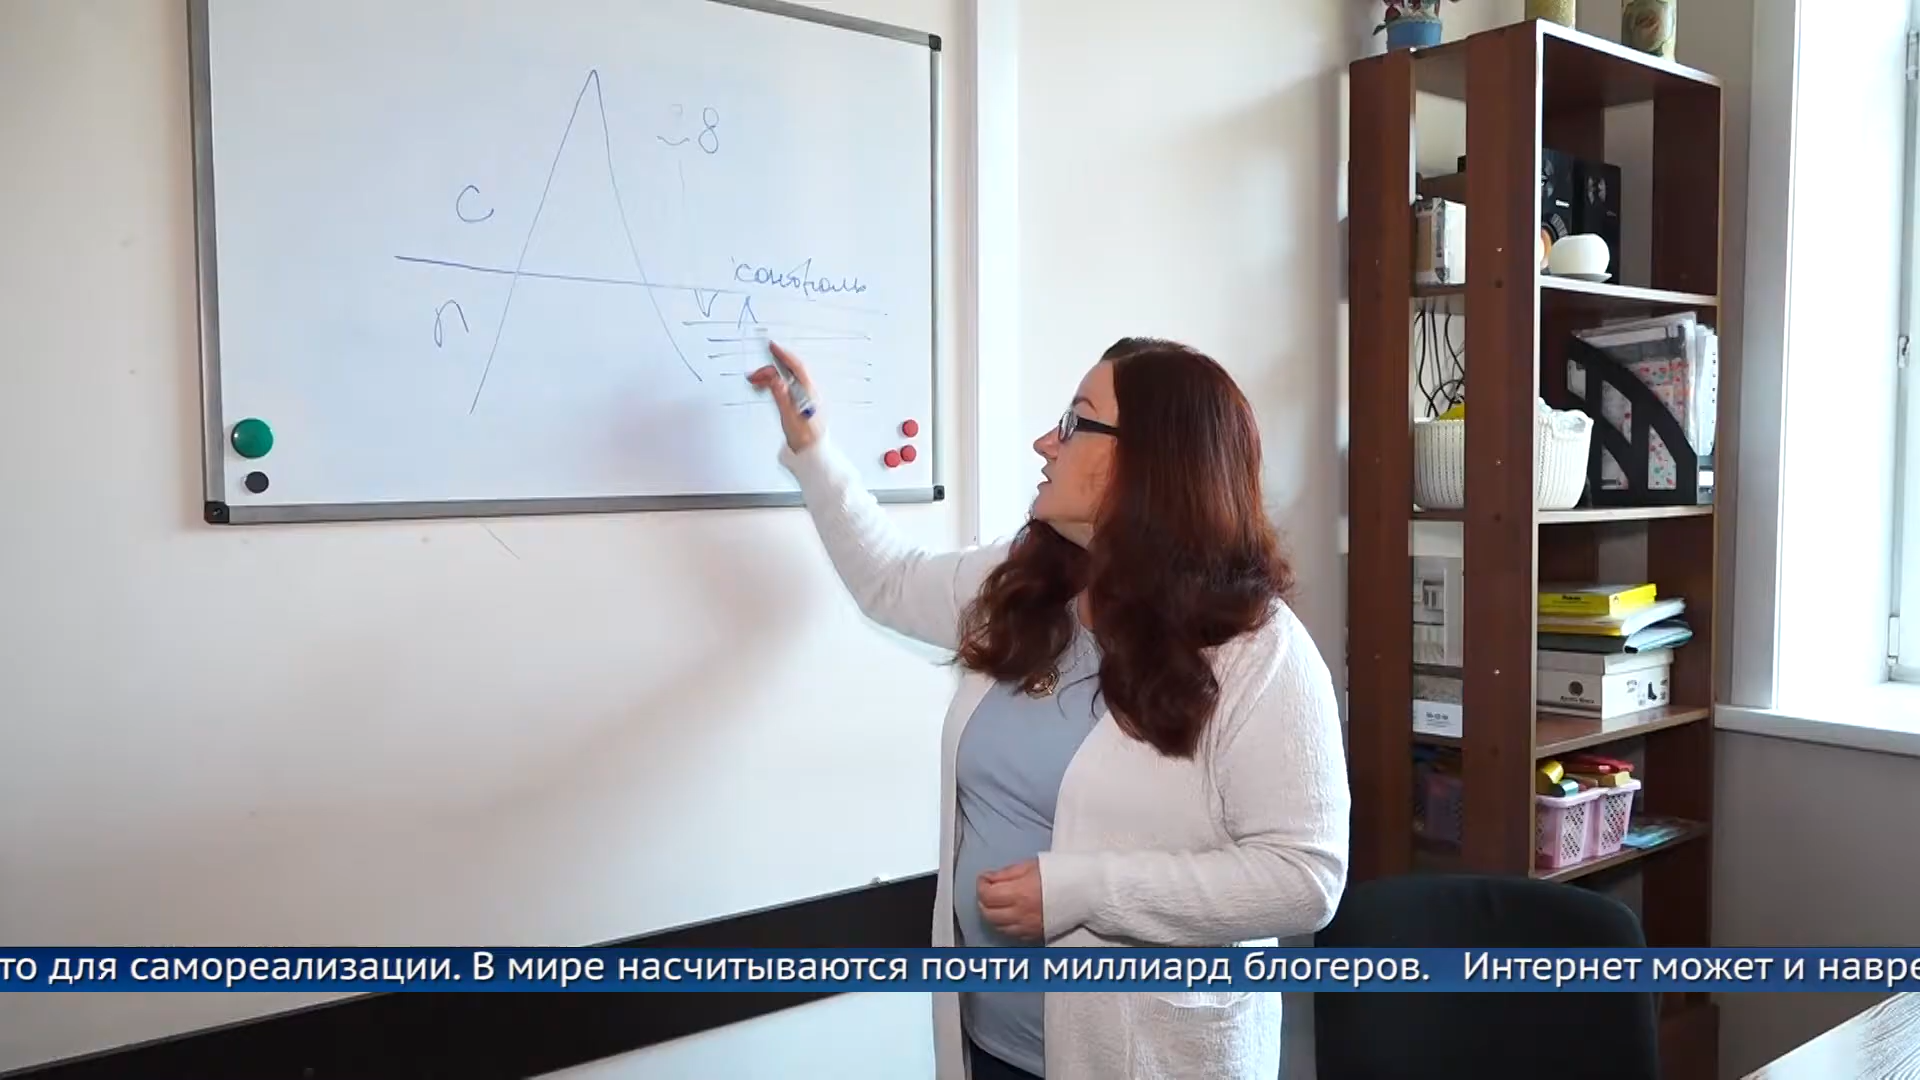 8
С
контроль
П
то для самореализации. В мире насчитываются почти миллиард блогеров. Интернет может и навре